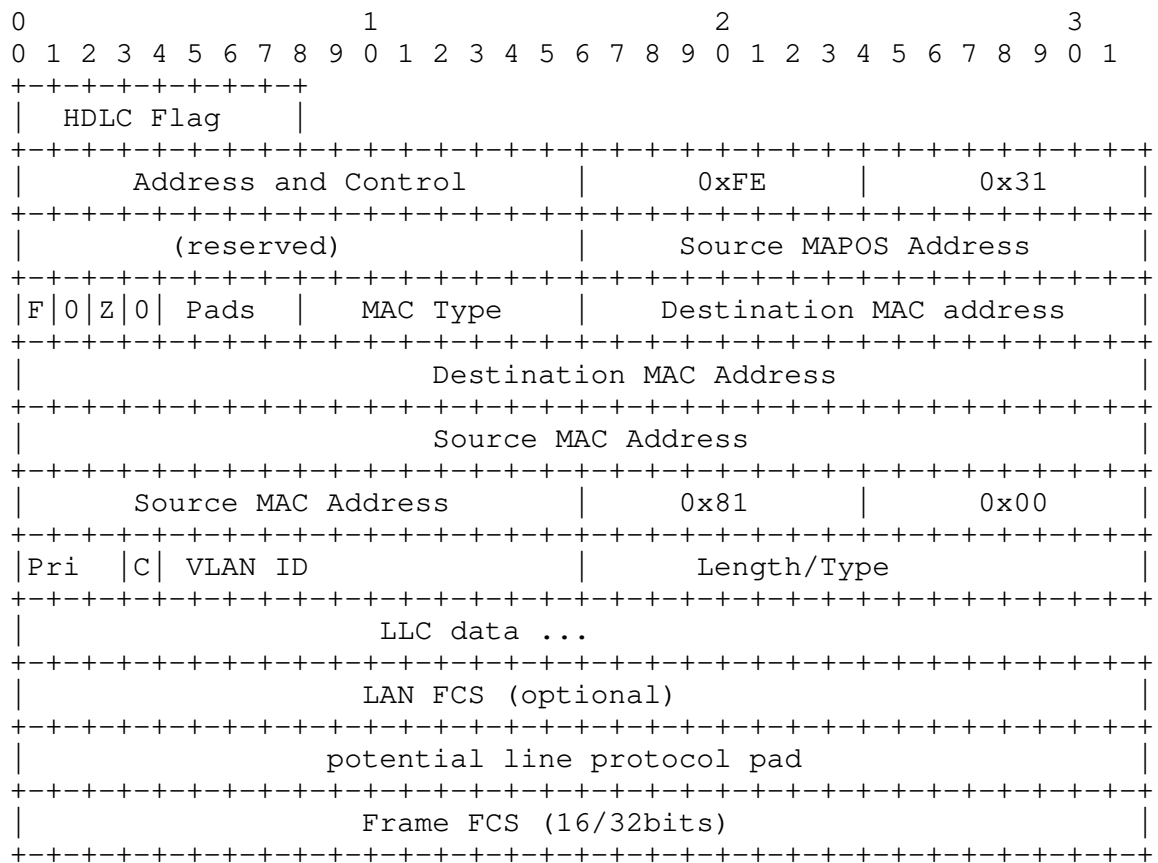 0                   1                   2                   3
0 1 2 3 4 5 6 7 8 9 0 1 2 3 4 5 6 7 8 9 0 1 2 3 4 5 6 7 8 9 0 1
+-+-+-+-+-+-+-+-+
|  HDLC Flag    |
+-+-+-+-+-+-+-+-+-+-+-+-+-+-+-+-+-+-+-+-+-+-+-+-+-+-+-+-+-+-+-+-+
|      Address and Control      |      0xFE     |      0x31     |
+-+-+-+-+-+-+-+-+-+-+-+-+-+-+-+-+-+-+-+-+-+-+-+-+-+-+-+-+-+-+-+-+
|        (reserved)             |     Source MAPOS Address      |
+-+-+-+-+-+-+-+-+-+-+-+-+-+-+-+-+-+-+-+-+-+-+-+-+-+-+-+-+-+-+-+-+
|F|0|Z|0| Pads  |   MAC Type    |    Destination MAC address    |
+-+-+-+-+-+-+-+-+-+-+-+-+-+-+-+-+-+-+-+-+-+-+-+-+-+-+-+-+-+-+-+-+
|                       Destination MAC Address                 |
+-+-+-+-+-+-+-+-+-+-+-+-+-+-+-+-+-+-+-+-+-+-+-+-+-+-+-+-+-+-+-+-+
|                       Source MAC Address                      |
+-+-+-+-+-+-+-+-+-+-+-+-+-+-+-+-+-+-+-+-+-+-+-+-+-+-+-+-+-+-+-+-+
|      Source MAC Address       |     0x81      |      0x00     |
+-+-+-+-+-+-+-+-+-+-+-+-+-+-+-+-+-+-+-+-+-+-+-+-+-+-+-+-+-+-+-+-+
|Pri  |C| VLAN ID               |      Length/Type              |
+-+-+-+-+-+-+-+-+-+-+-+-+-+-+-+-+-+-+-+-+-+-+-+-+-+-+-+-+-+-+-+-+
|                    LLC data ...
+-+-+-+-+-+-+-+-+-+-+-+-+-+-+-+-+-+-+-+-+-+-+-+-+-+-+-+-+-+-+-+-+
|                   LAN FCS (optional)                          |
+-+-+-+-+-+-+-+-+-+-+-+-+-+-+-+-+-+-+-+-+-+-+-+-+-+-+-+-+-+-+-+-+
|                 potential line protocol pad                   |
+-+-+-+-+-+-+-+-+-+-+-+-+-+-+-+-+-+-+-+-+-+-+-+-+-+-+-+-+-+-+-+-+
|                   Frame FCS (16/32bits)                       |
+-+-+-+-+-+-+-+-+-+-+-+-+-+-+-+-+-+-+-+-+-+-+-+-+-+-+-+-+-+-+-+-+